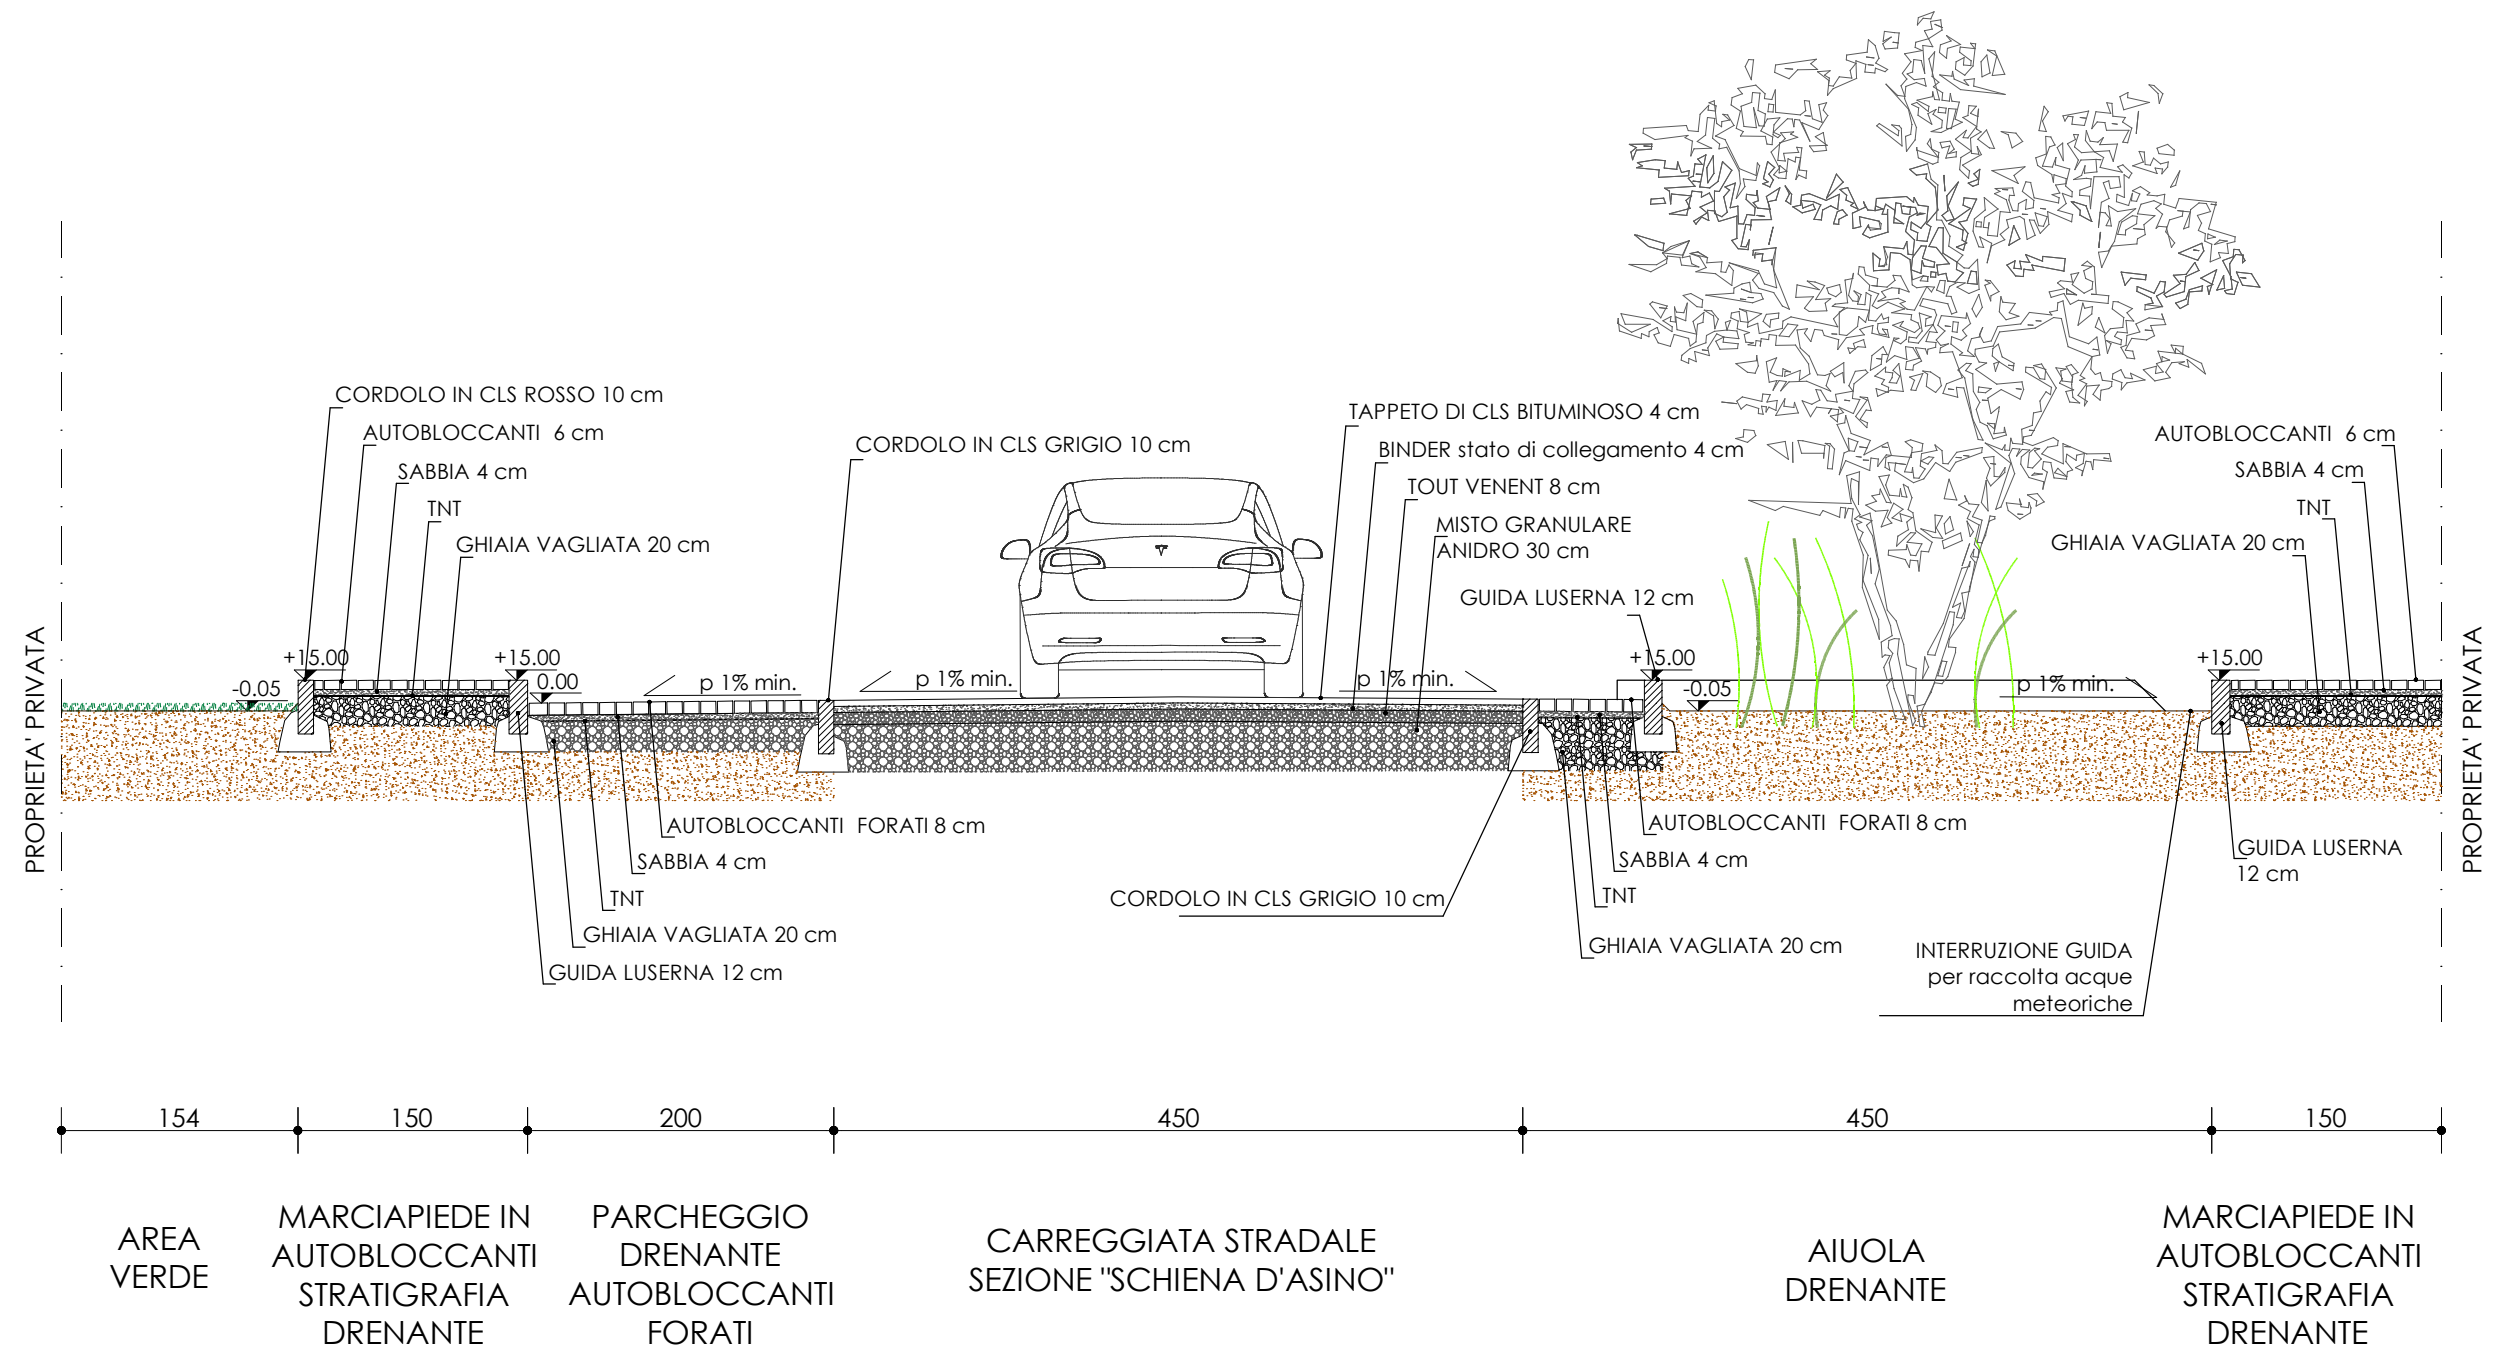 CORDOLO IN CLS ROSSO 10 cm
AUTOBLOCCANTI  6 cm
SABBIA 4 cm
TNT
GHIAIA VAGLIATA 20 cm
CORDOLO IN CLS GRIGIO 10 cm
TAPPETO DI CLS BITUMINOSO 4 cm
BINDER stato di collegamento 4 cm
TOUT VENENT 8 cm
MISTO GRANULARE
ANIDRO 30 cm
GUIDA LUSERNA 12 cm
AUTOBLOCCANTI  6 cm
SABBIA 4 cm
TNT
GHIAIA VAGLIATA 20 cm
PROPRIETA' PRIVATA
-0.05
+15.00
+15.00
0.00
p 1% min.
p 1% min.
p 1% min.
+15.00
-0.05
p 1% min.
+15.00
PROPRIETA' PRIVATA
AUTOBLOCCANTI  FORATI 8 cm
SABBIA 4 cm
TNT
GHIAIA VAGLIATA 20 cm
GUIDA LUSERNA 12 cm
CORDOLO IN CLS GRIGIO 10 cm
AUTOBLOCCANTI  FORATI 8 cm
SABBIA 4 cm
TNT
GHIAIA VAGLIATA 20 cm
INTERRUZIONE GUIDA
per raccolta acque
meteoriche
GUIDA LUSERNA
12 cm
154
150
200
450
450
150
AREA
VERDE
MARCIAPIEDE IN
AUTOBLOCCANTI
STRATIGRAFIA
DRENANTE
PARCHEGGIO
DRENANTE
AUTOBLOCCANTI
FORATI
CARREGGIATA STRADALE
SEZIONE "SCHIENA D'ASINO"
AIUOLA
DRENANTE
MARCIAPIEDE IN
AUTOBLOCCANTI
STRATIGRAFIA
DRENANTE